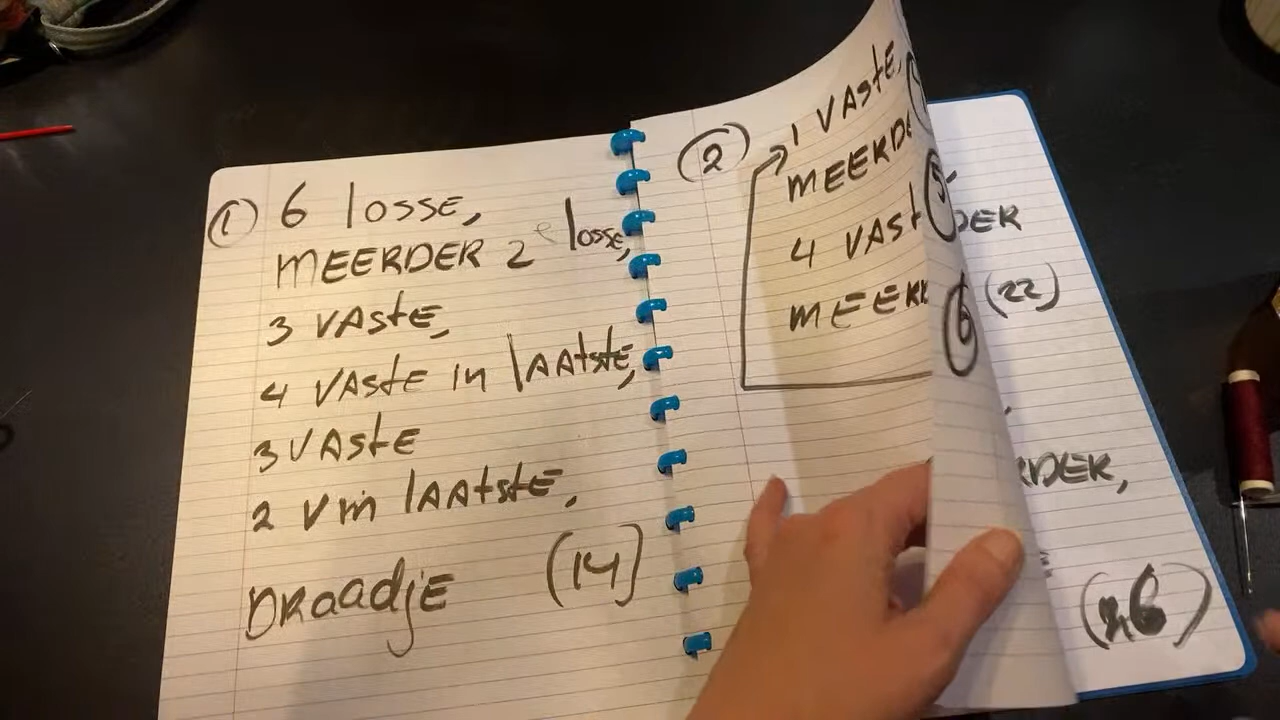 ① 6 losse,
MEERDER 2e losse,
3 VAstE,
4 VAstE in lAAtstE,
3 VAstE
2 V in lAAtstE,
DRAadjE (14)
② 1 VAstE,
MEERDE
4 VAST
MEER
5
6
DER
(22)
RDER,